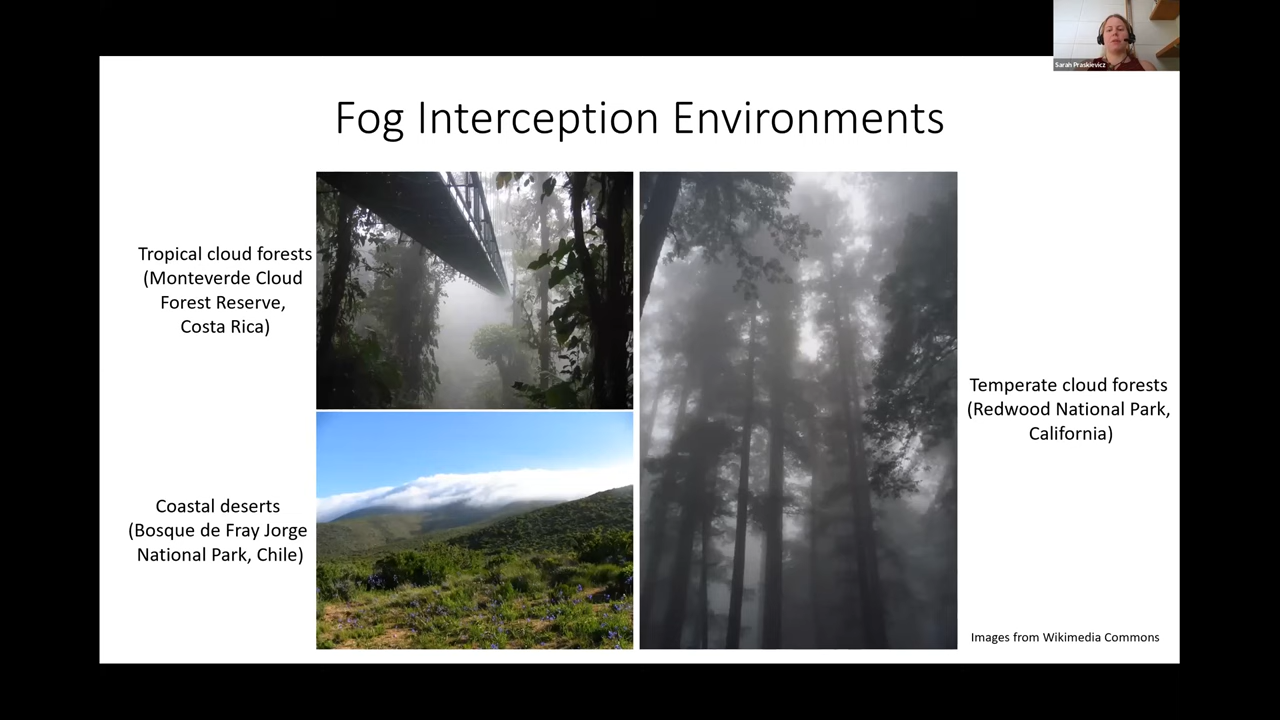 Sarah Praskievicz
Fog Interception Environments
Tropical cloud forests
(Monteverde Cloud
Forest Reserve,
Costa Rica)
Coastal deserts
(Bosque de Fray Jorge
National Park, Chile)
Temperate cloud forests
(Redwood National Park,
California)
Images from Wikimedia Commons